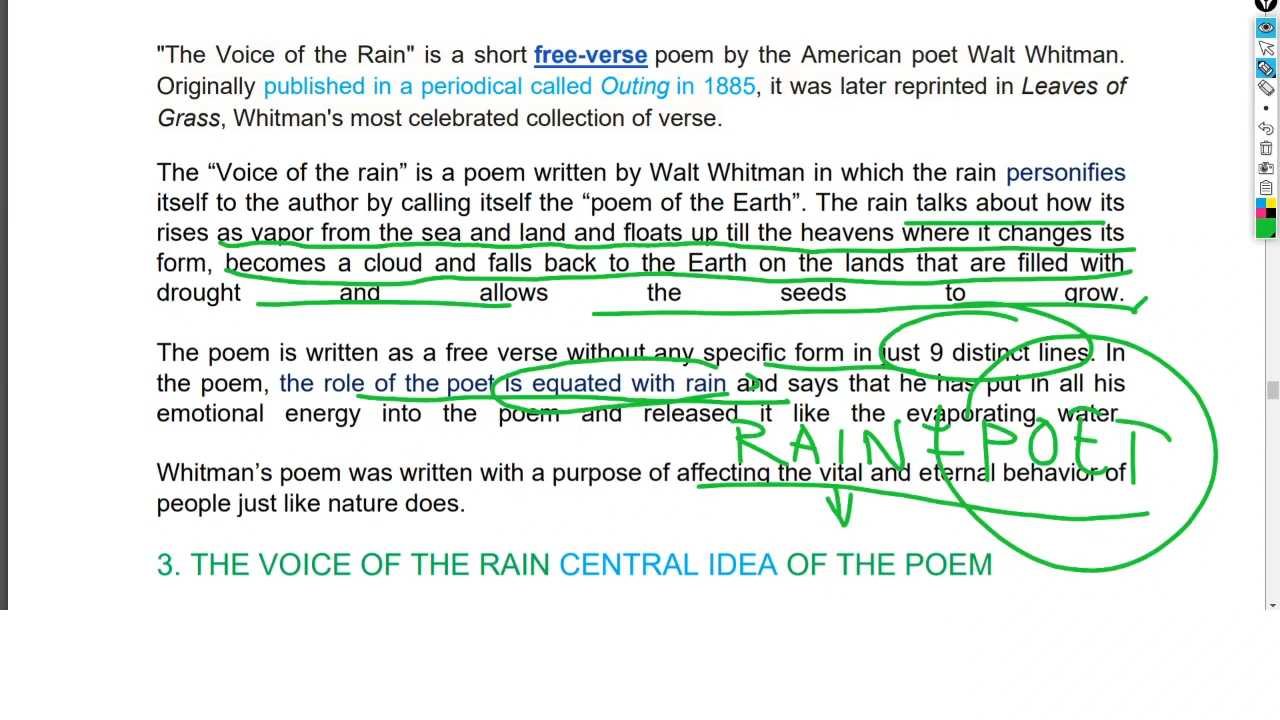 "The Voice of the Rain" is a short free-verse poem by the American poet Walt Whitman.
Originally published in a periodical called Outing in 1885, it was later reprinted in Leaves of
Grass, Whitman's most celebrated collection of verse.
The “Voice of the rain” is a poem written by Walt Whitman in which the rain personifies
itself to the author by calling itself the “poem of the Earth”. The rain talks about how its
rises as vapor from the sea and land and floats up till the heavens where it changes its
form, becomes a cloud and falls back to the Earth on the lands that are filled with
drought and allows the seeds to grow.
The poem is written as a free verse without any specific form in just 9 distinct lines. In
the poem, the role of the poet is equated with rain and says that he has put in all his
emotional energy into the poem and released it like the evaporating water.
RAIN POET
Whitman’s poem was written with a purpose of affecting the vital and eternal behavior of
people just like nature does.
3. THE VOICE OF THE RAIN CENTRAL IDEA OF THE POEM